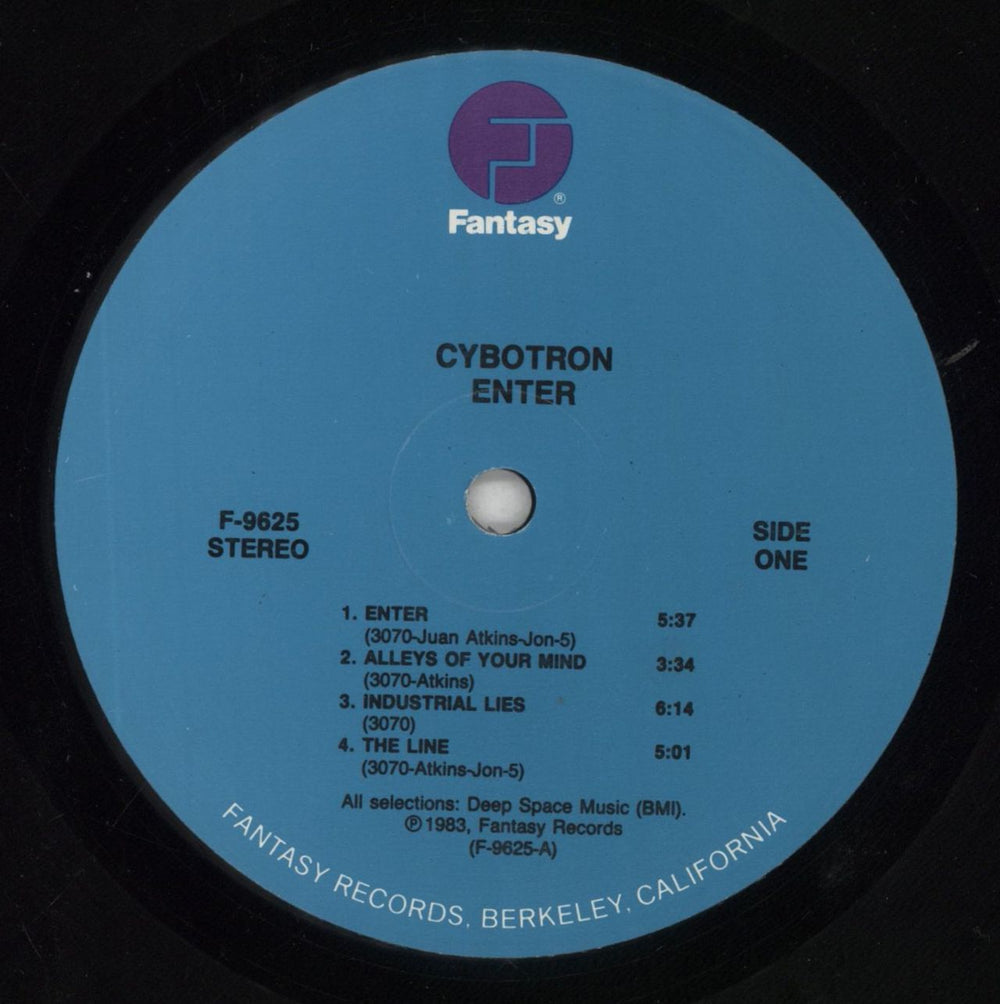 ®
Fantasy
CYBOTRON
ENTER
F-9625
STEREO
SIDE
ONE
1. ENTER 5:37
(3070-Juan Atkins-Jon-5)
2. ALLEYS OF YOUR MIND 3:34
(3070-Atkins)
3. INDUSTRIAL LIES 6:14
(3070)
4. THE LINE 5:01
(3070-Atkins-Jon-5)
All selections: Deep Space Music (BMI).
℗ 1983, Fantasy Records
(F-9625-A)
FANTASY RECORDS, BERKELEY, CALIFORNIA